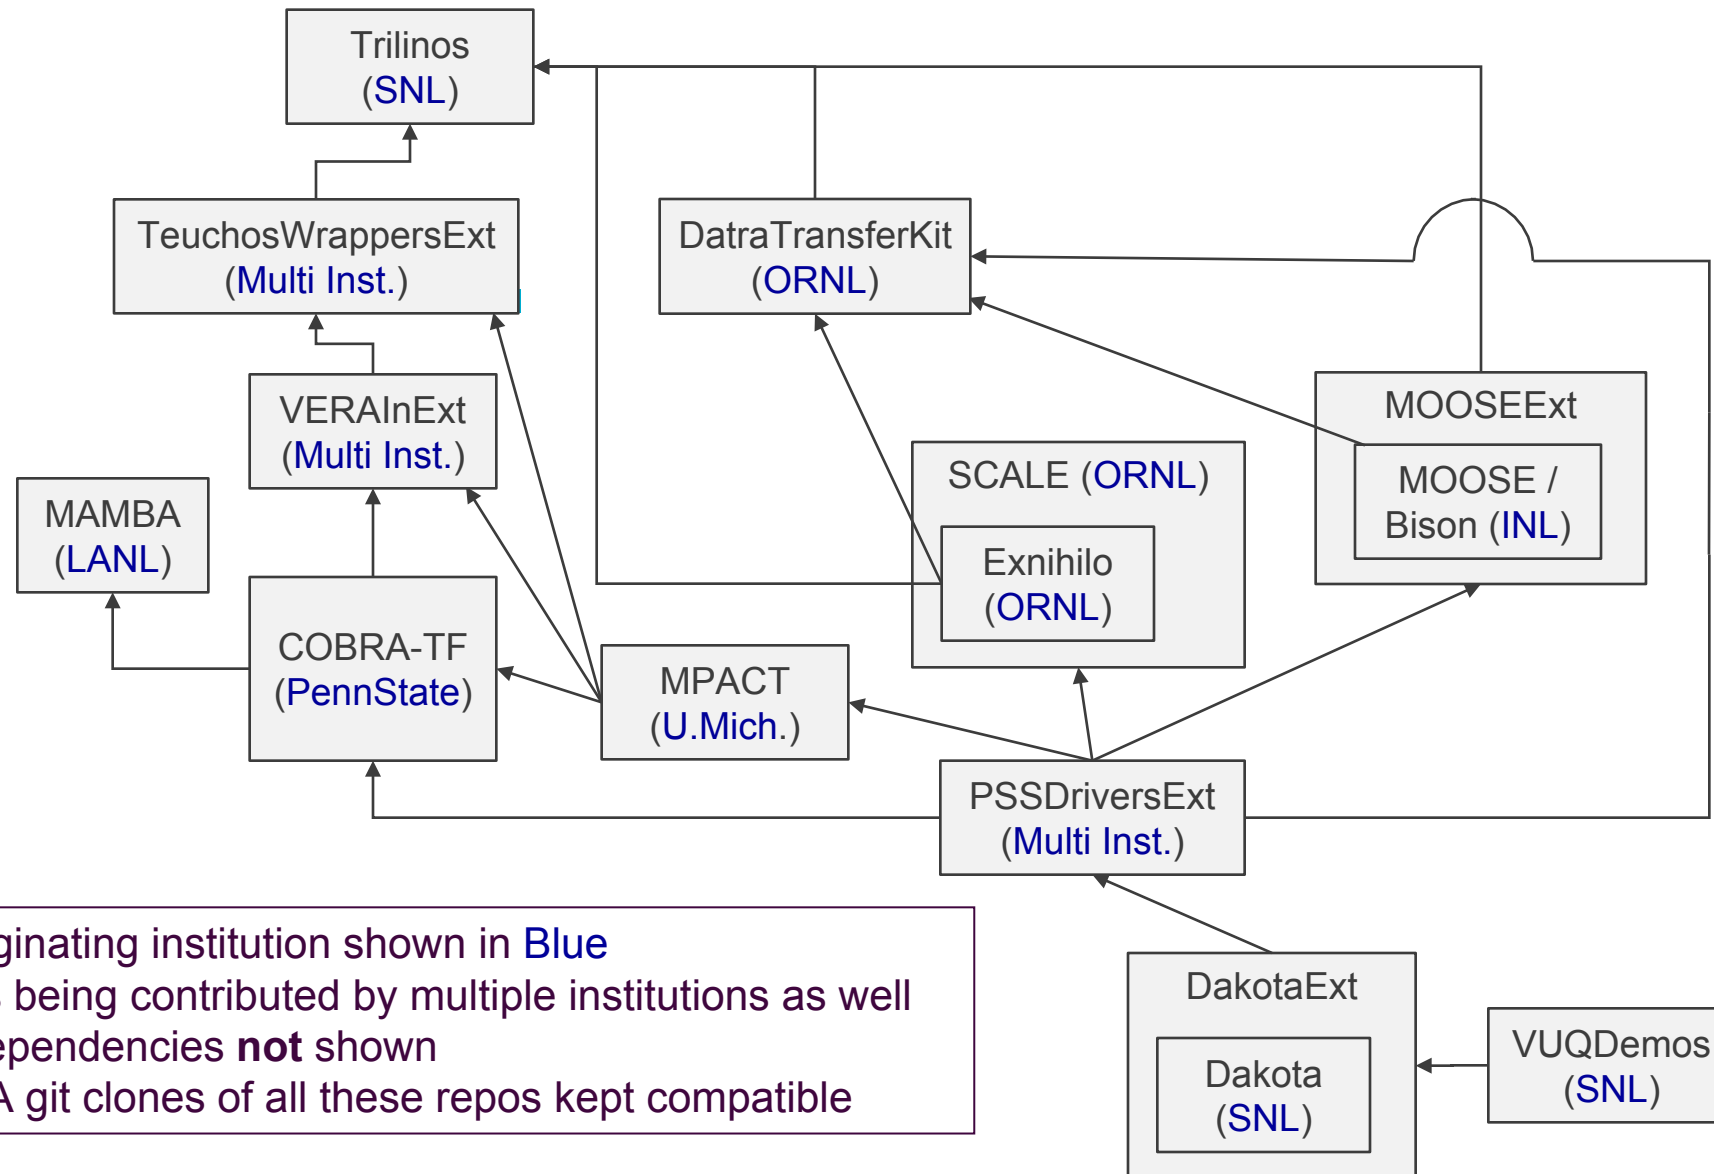 Trilinos
(SNL)
TeuchosWrappersExt
(Multi Inst.)
DatraTransferKit
(ORNL)
VERAInExt
(Multi Inst.)
MOOSEExt
MOOSE /
Bison (INL)
SCALE (ORNL)
Exnihilo
(ORNL)
MAMBA
(LANL)
COBRA-TF
(PennState)
MPACT
(U.Mich.)
PSSDriversExt
(Multi Inst.)
DakotaExt
Dakota
(SNL)
VUQDemos
(SNL)
ginating institution shown in Blue
being contributed by multiple institutions as well
ependencies not shown
A git clones of all these repos kept compatible